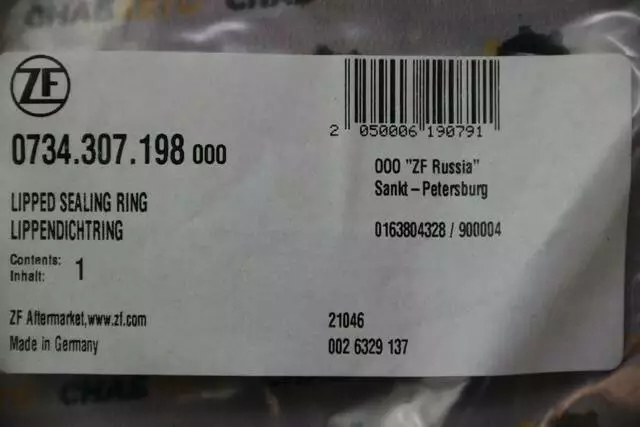 ZF
0734.307.198 000
LIPPED SEALING RING
LIPPENDICHTRING
Contents:
Inhalt: 1
ZF Aftermarket,www.zf.com
Made in Germany
2 050006 190791
OOO "ZF Russia"
Sankt-Petersburg
0163804328 / 900004
21046
002 6329 137